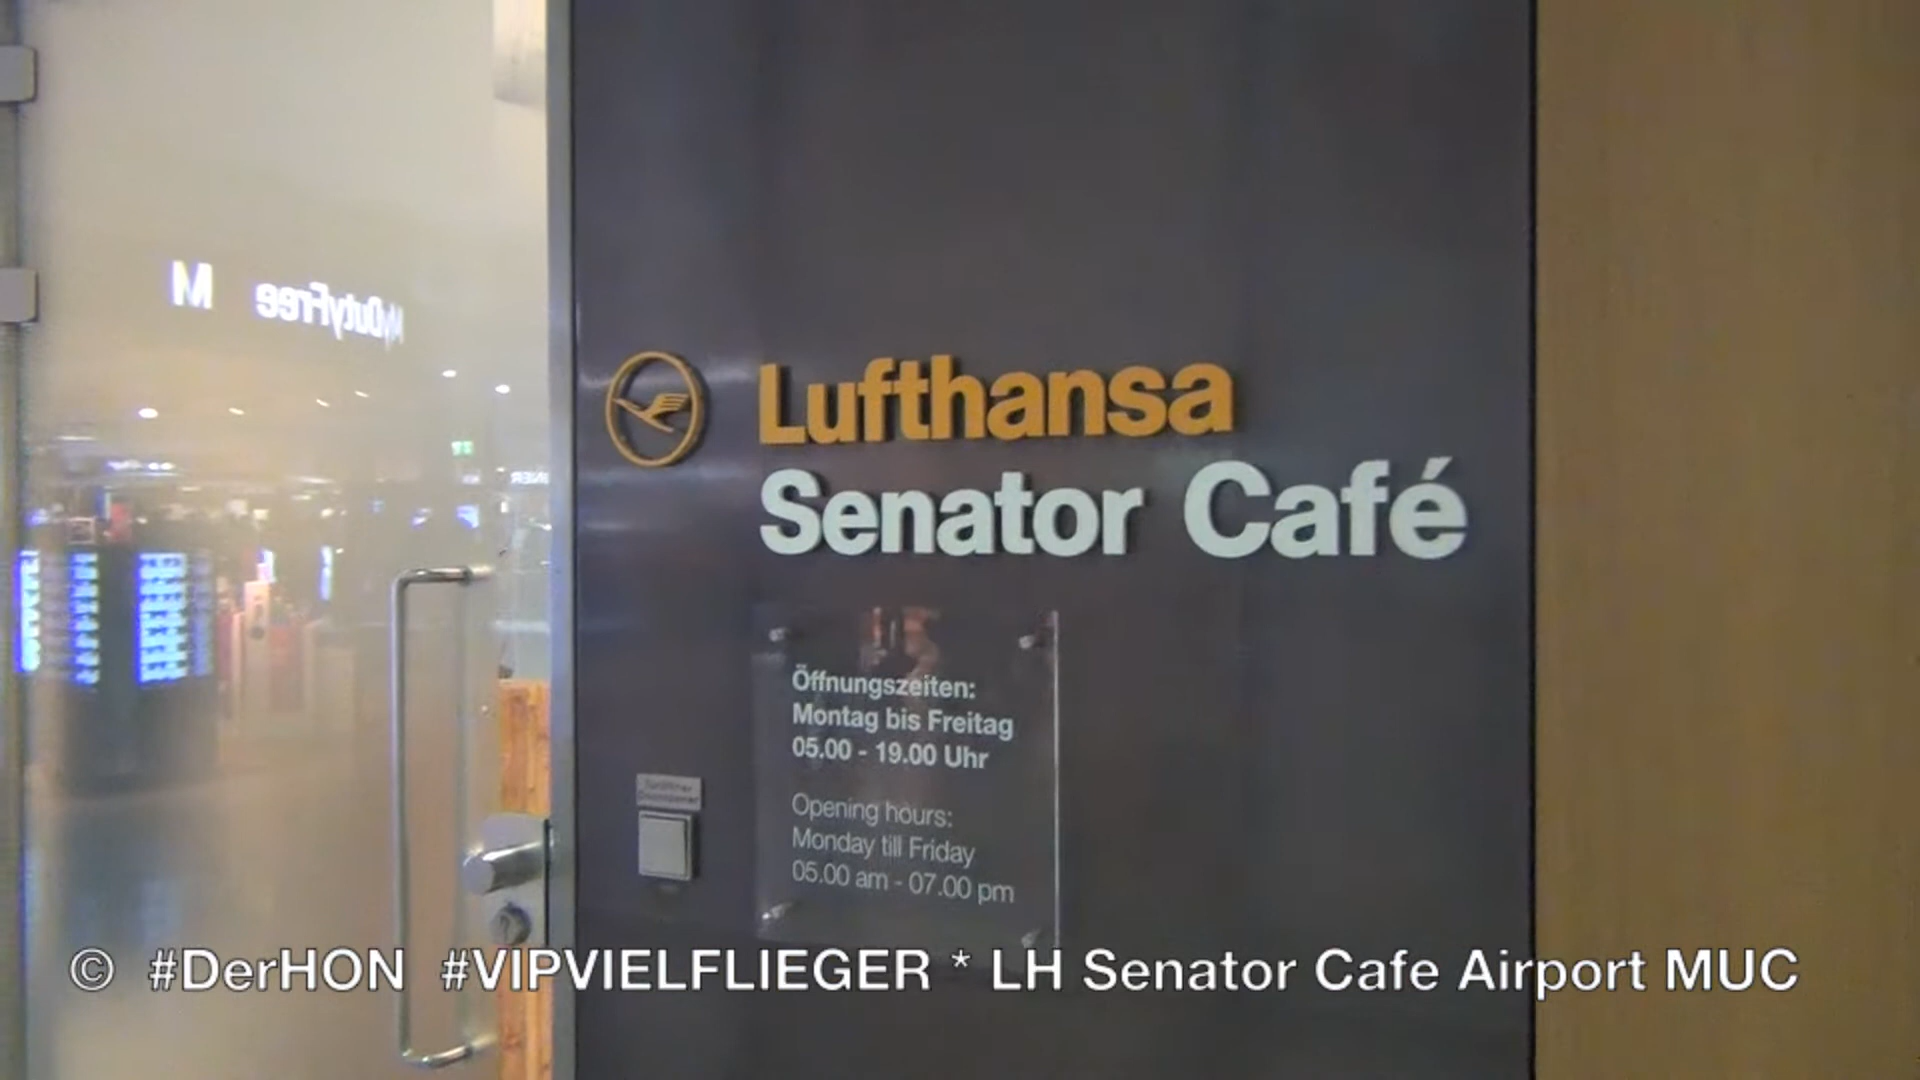 M MyDutyFree
Lufthansa
Senator Café
Öffnungszeiten:
Montag bis Freitag
05.00 - 19.00 Uhr
Opening hours:
Monday till Friday
05.00 am - 07.00 pm
© #DerHON #VIPVIELFLIEGER * LH Senator Cafe Airport MUC